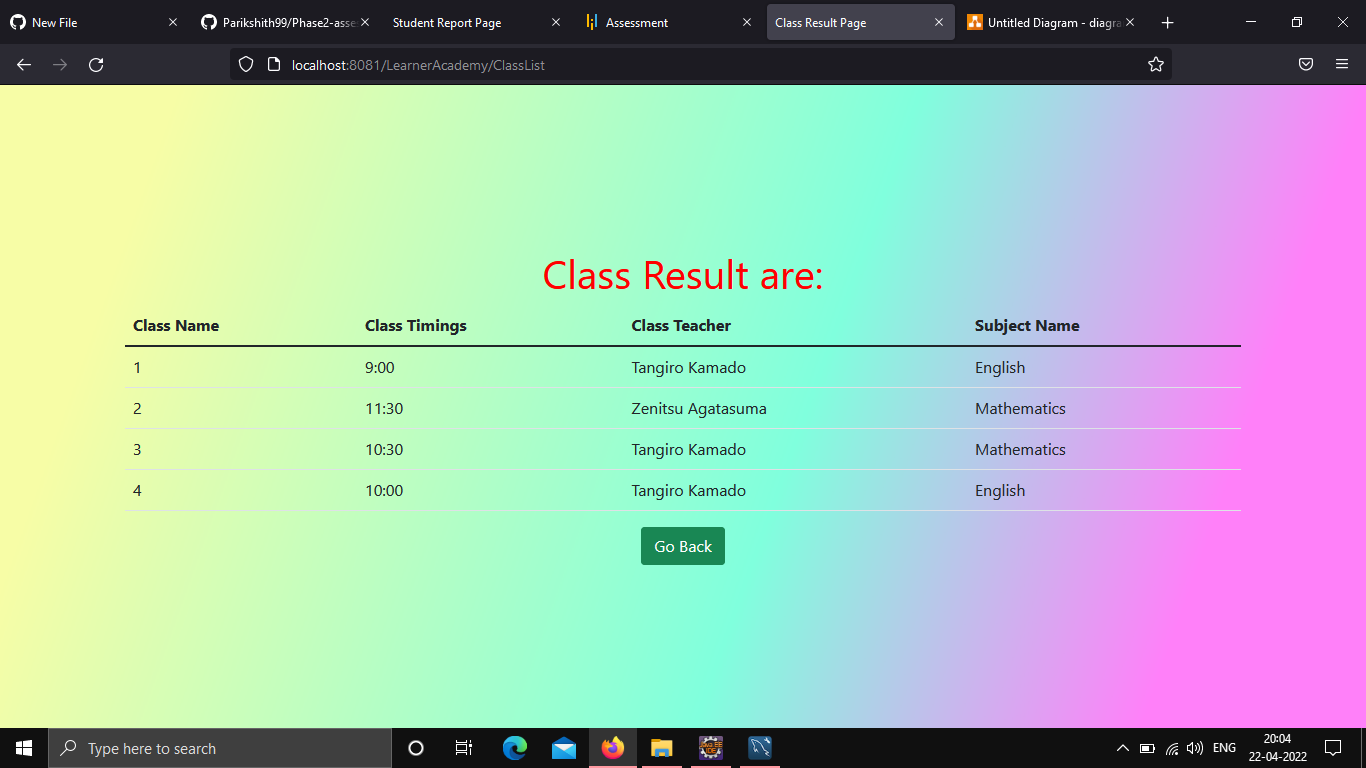 New File
Parikshith99/Phase2-asse
Student Report Page
Assessment
Class Result Page
Untitled Diagram - diagra
localhost:8081/LearnerAcademy/ClassList
Class Result are:
Class Name Class Timings Class Teacher Subject Name
1 9:00 Tangiro Kamado English
2 11:30 Zenitsu Agatasuma Mathematics
3 10:30 Tangiro Kamado Mathematics
4 10:00 Tangiro Kamado English
Go Back
Type here to search
ENG
20:04
22-04-2022